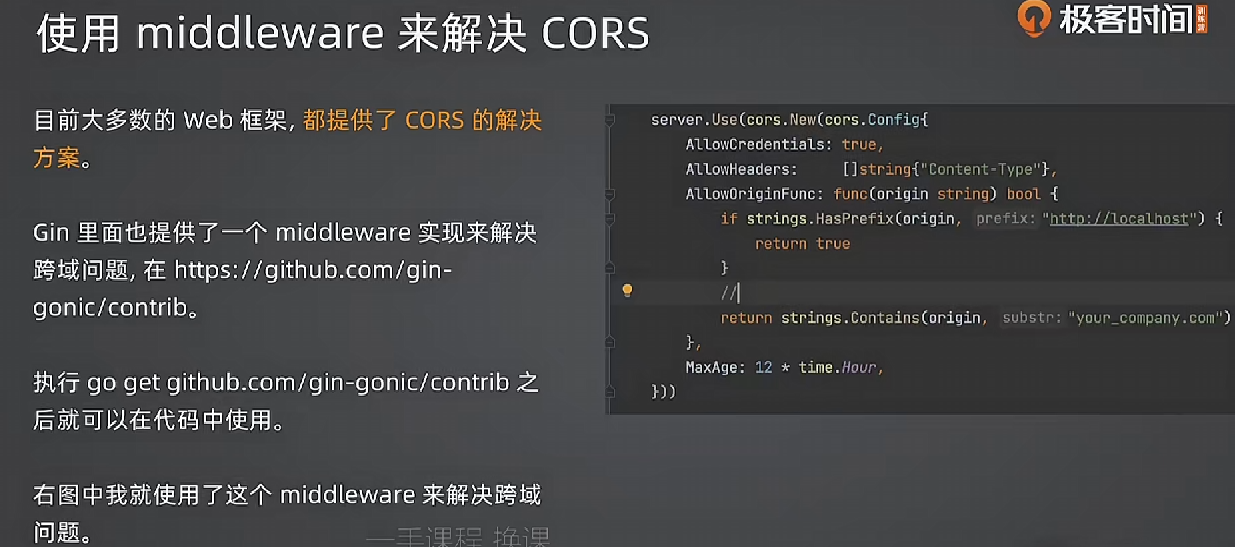 使用 middleware 来解决 CORS
极客时间
训练营
目前大多数的 Web 框架, 都提供了 CORS 的解决
方案。
Gin 里面也提供了一个 middleware 实现来解决
跨域问题, 在 https://github.com/gin-
gonic/contrib。
执行 go get github.com/gin-gonic/contrib 之
后就可以在代码中使用。
右图中我就使用了这个 middleware 来解决跨域
问题。
server.Use(cors.New(cors.Config{
AllowCredentials: true,
AllowHeaders:     []string{"Content-Type"},
AllowOriginFunc: func(origin string) bool {
if strings.HasPrefix(origin, prefix: "http://localhost") {
return true
}
//
return strings.Contains(origin, substr: "your_company.com")
},
MaxAge: 12 * time.Hour,
}))
一手课程 换课